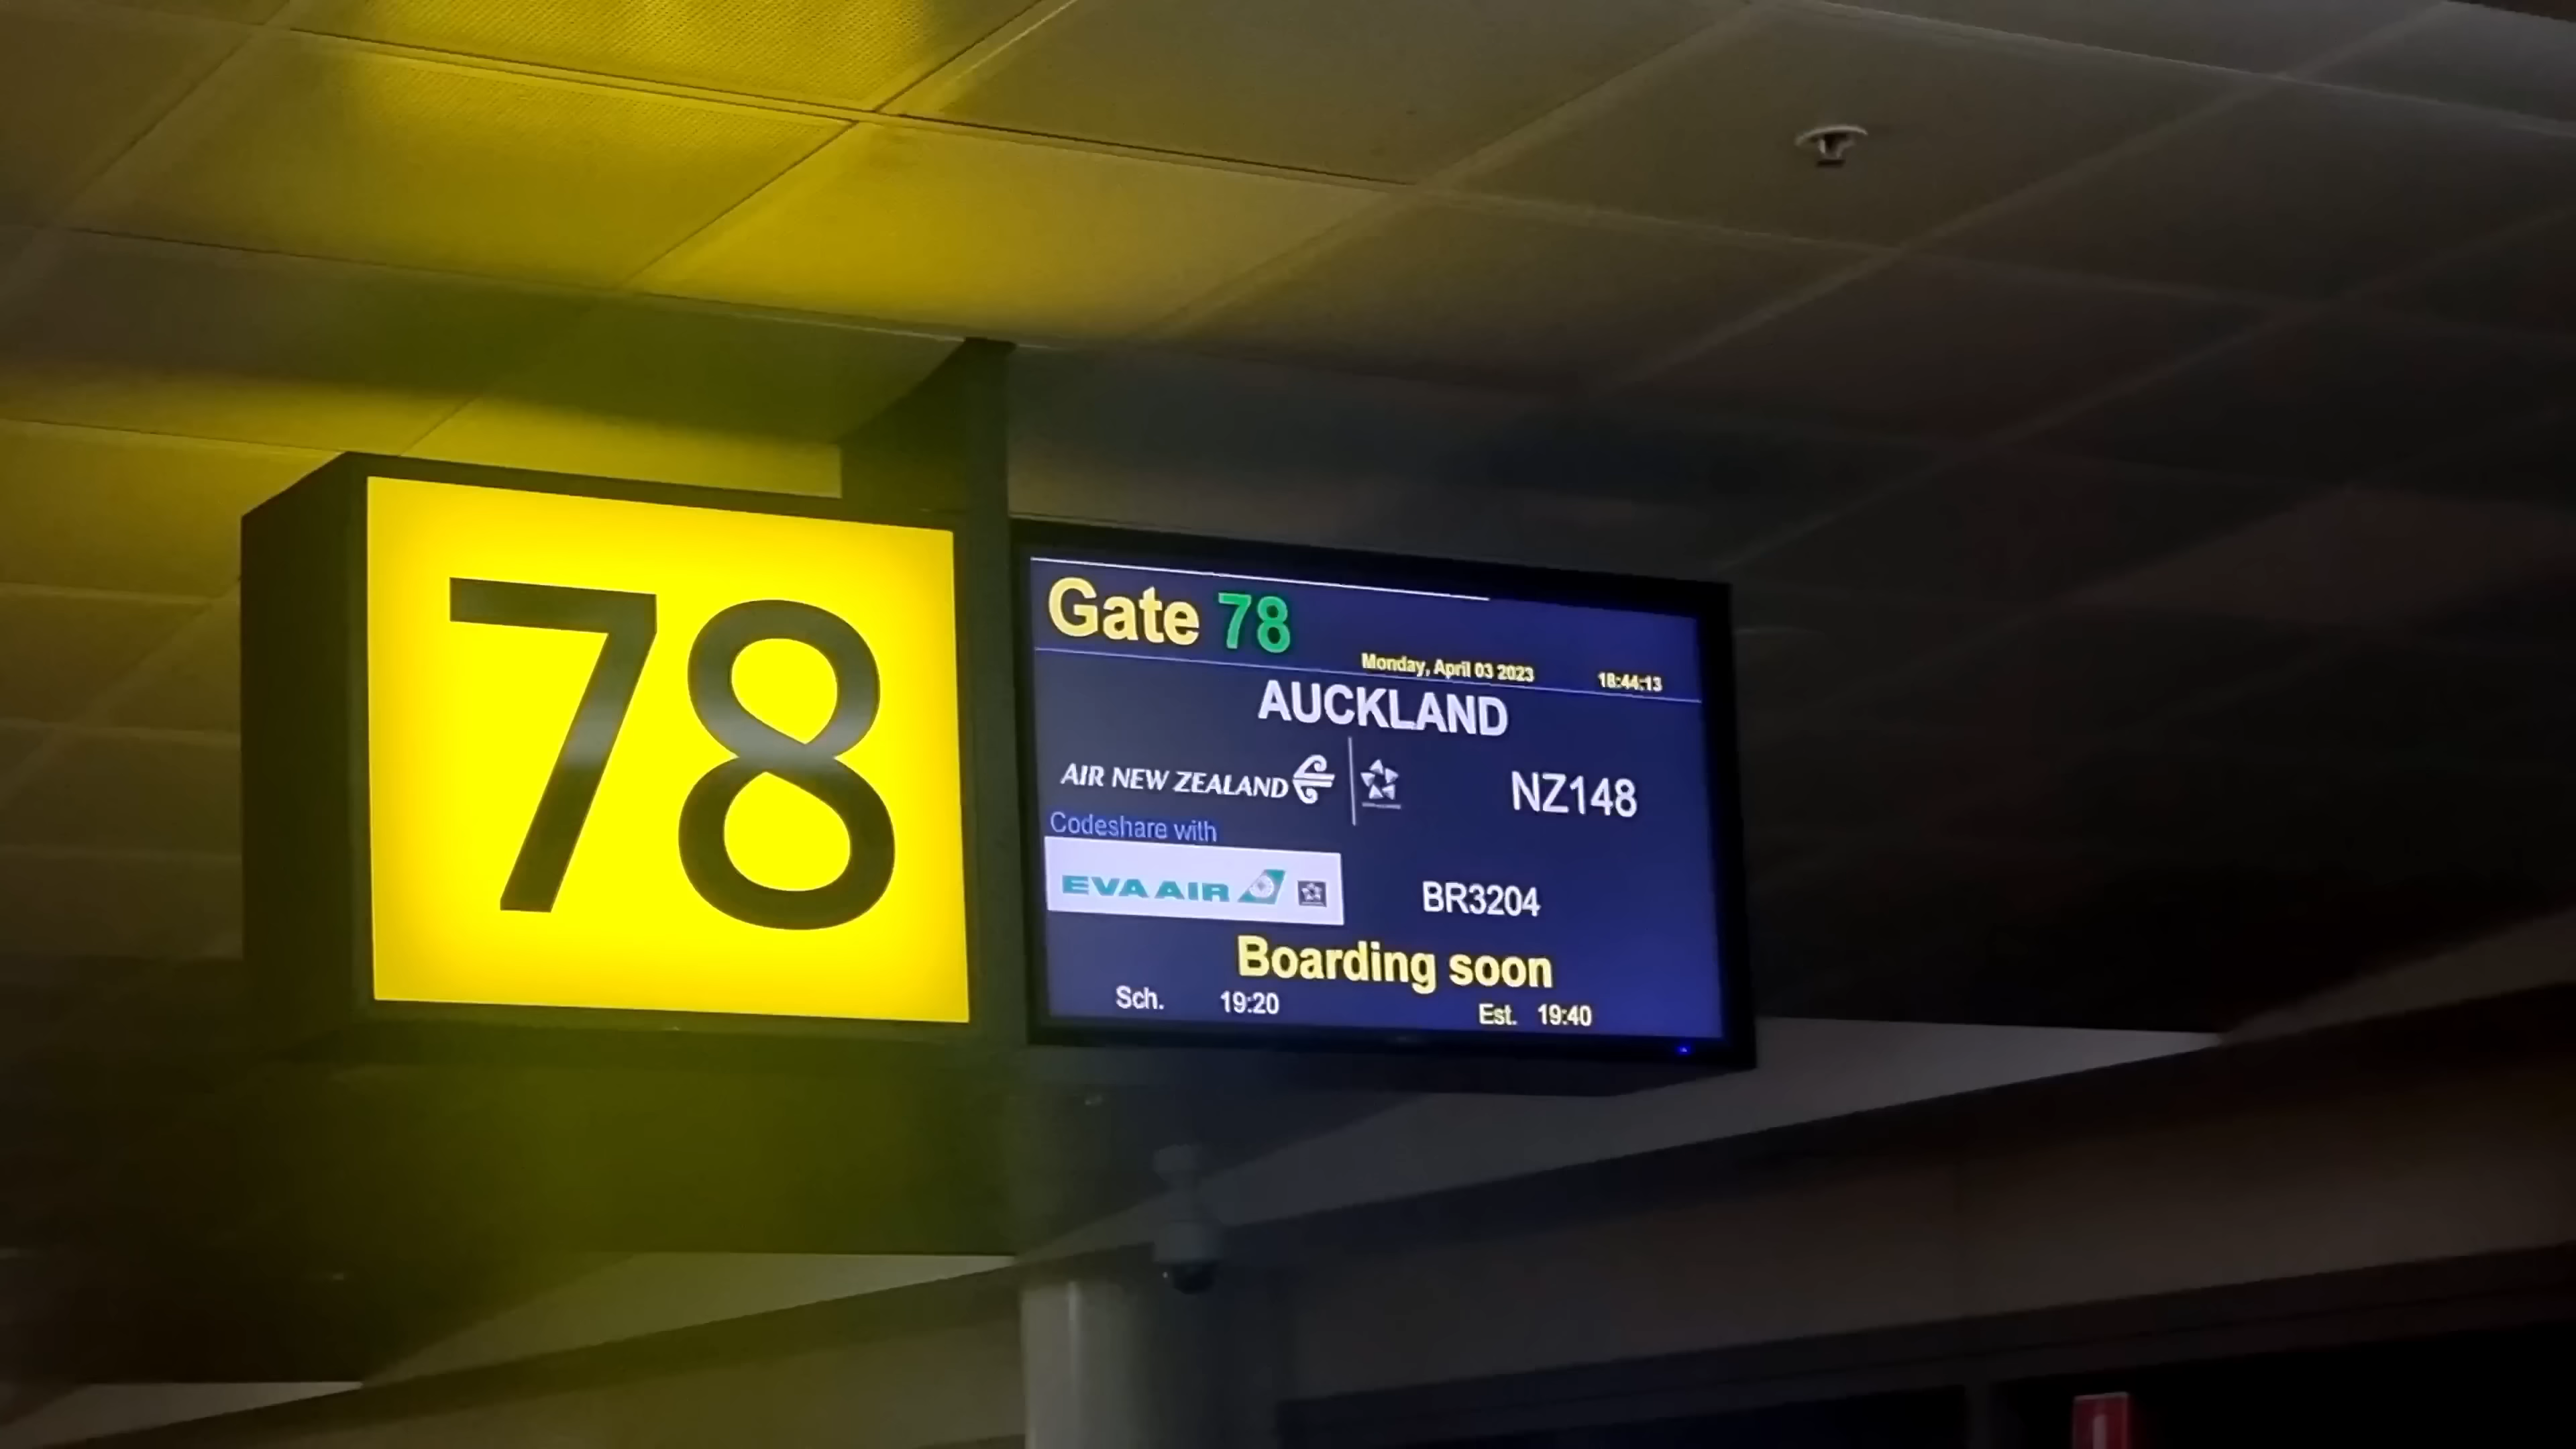 78
Gate 78
Monday, April 03 2023 18:44:13
AUCKLAND
AIR NEW ZEALAND NZ148
Codeshare with
EVA AIR BR3204
Boarding soon
Sch. 19:20 Est. 19:40